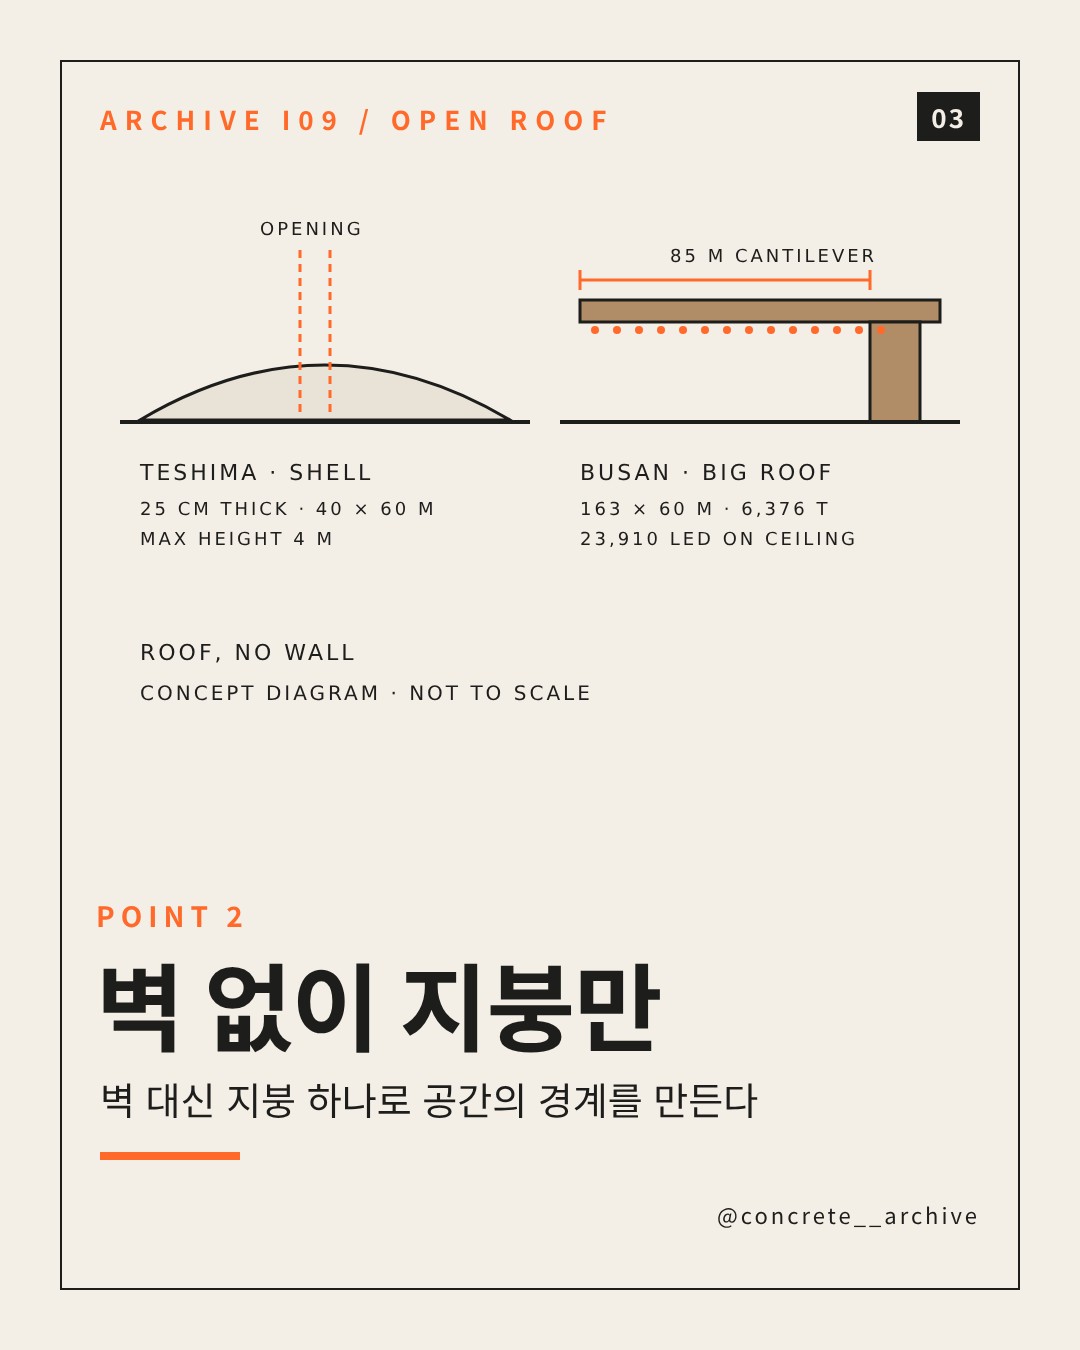 ARCHIVE I09 / OPEN ROOF
03
OPENING
85 M CANTILEVER
TESHIMA · SHELL
25 CM THICK · 40 × 60 M
MAX HEIGHT 4 M
BUSAN · BIG ROOF
163 × 60 M · 6,376 T
23,910 LED ON CEILING
ROOF, NO WALL
CONCEPT DIAGRAM · NOT TO SCALE
POINT 2
벽 없이 지붕만
벽 대신 지붕 하나로 공간의 경계를 만든다
@concrete__archive